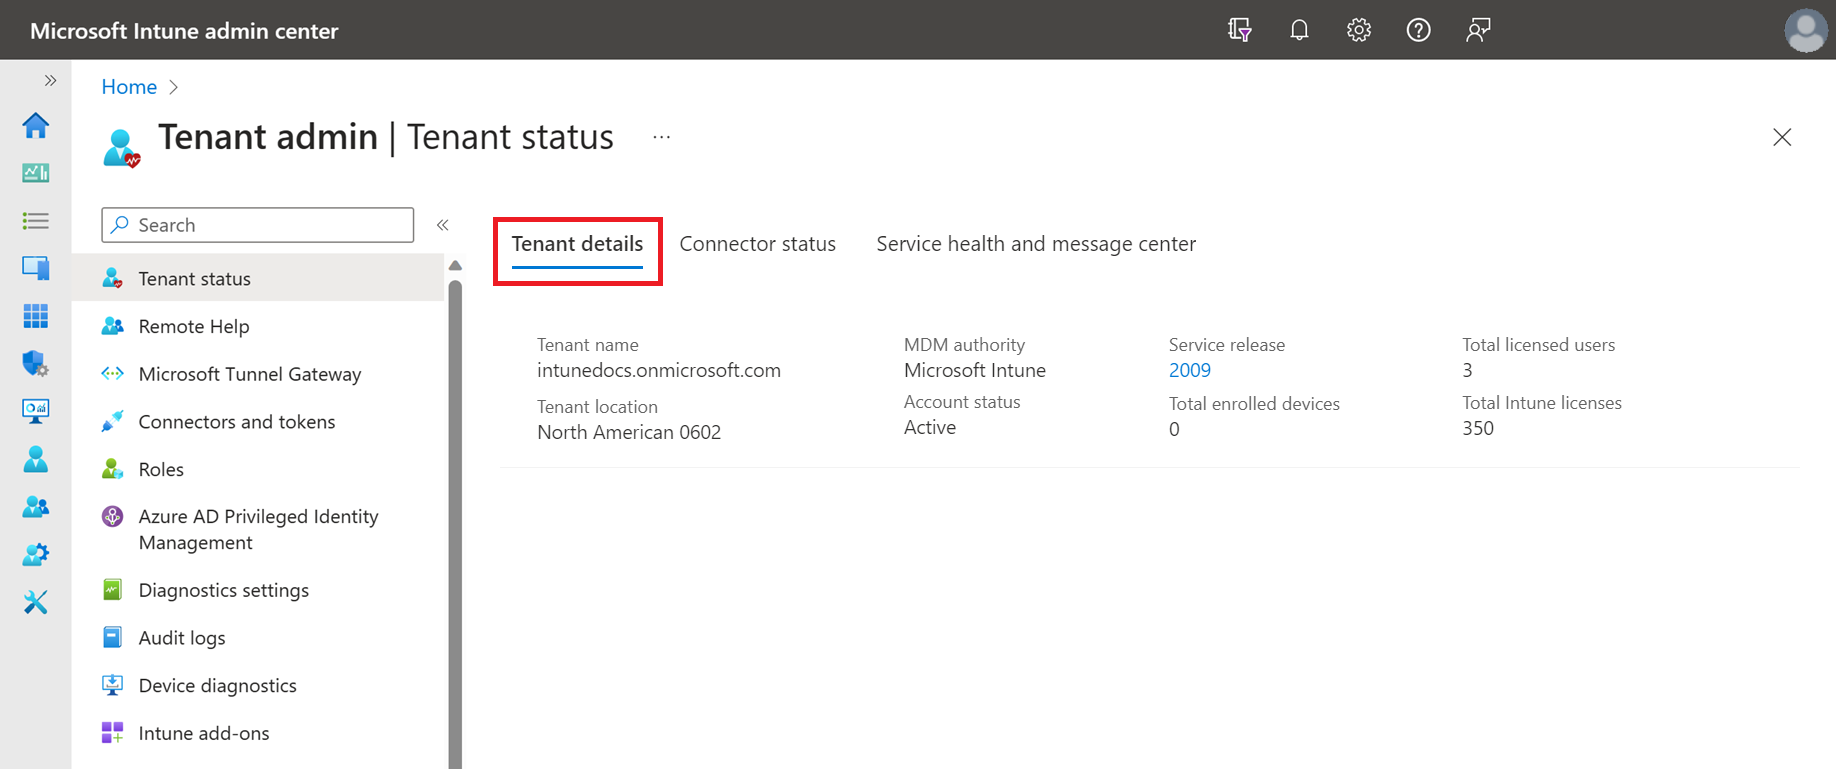 Microsoft Intune admin center
Home
Tenant admin | Tenant status
Search
Tenant status
Remote Help
Microsoft Tunnel Gateway
Connectors and tokens
Roles
Azure AD Privileged Identity
Management
Diagnostics settings
Audit logs
Device diagnostics
Intune add-ons
Tenant details
Connector status
Service health and message center
Tenant name
intunedocs.onmicrosoft.com
Tenant location
North American 0602
MDM authority
Microsoft Intune
Account status
Active
Service release
2009
Total enrolled devices
0
Total licensed users
3
Total Intune licenses
350